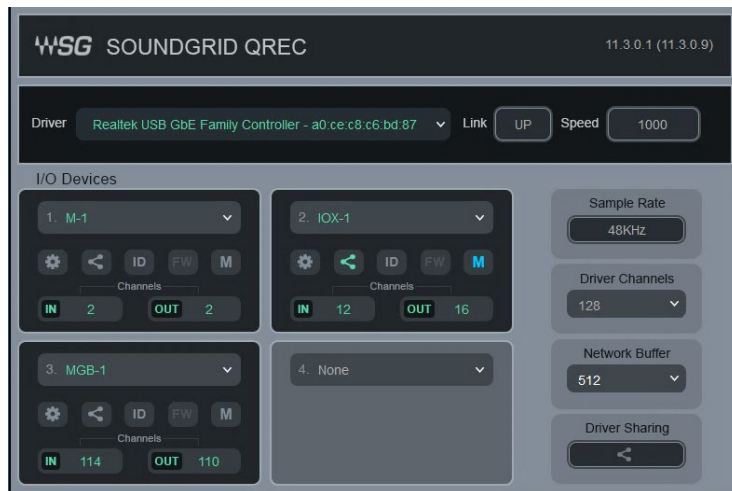 WSG SOUNDGRID QREC
11.3.0.1 (11.3.0.9)
Driver Realtek USB GbE Family Controller - a0:ce:c8:c6:bd:87 Link UP Speed 1000
I/O Devices
1. M-1
ID FW M
Channels
IN 2 OUT 2
2. IOX-1
ID FW M
Channels
IN 12 OUT 16
3. MGB-1
ID FW M
Channels
IN 114 OUT 110
4. None
Sample Rate
48KHz
Driver Channels
128
Network Buffer
512
Driver Sharing